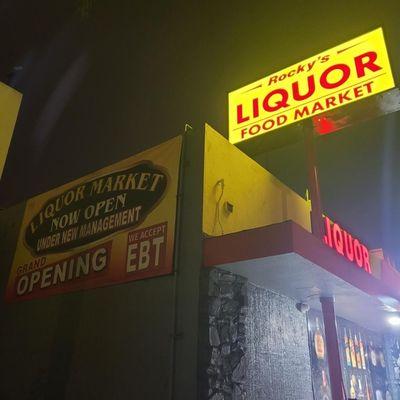 Rocky's
LIQUOR
FOOD MARKET
LIQUOR MARKET
NOW OPEN
UNDER NEW MANAGEMENT
GRAND
OPENING
WE ACCEPT
EBT
LIQUOR